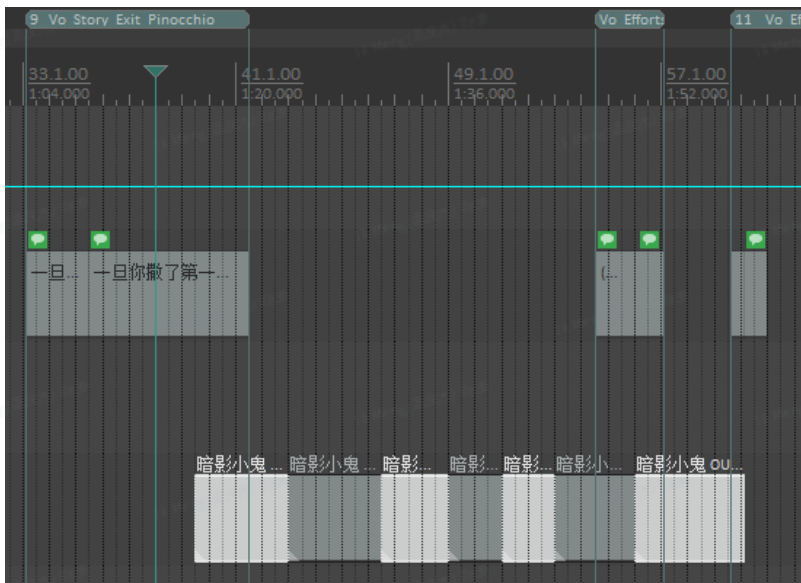 9 Vo Story Exit Pinocchio
Vo Efforts
11 Vo Ef
33.1.00
41.1.00
49.1.00
57.1.00
1:04.000
1:20.000
1:36.000
1:52.000
一旦...
一旦你撒了第一...
(...
暗影小鬼 ...
暗影小鬼 ...
暗影...
暗影...
暗影...
暗影小...
暗影小鬼 OU...